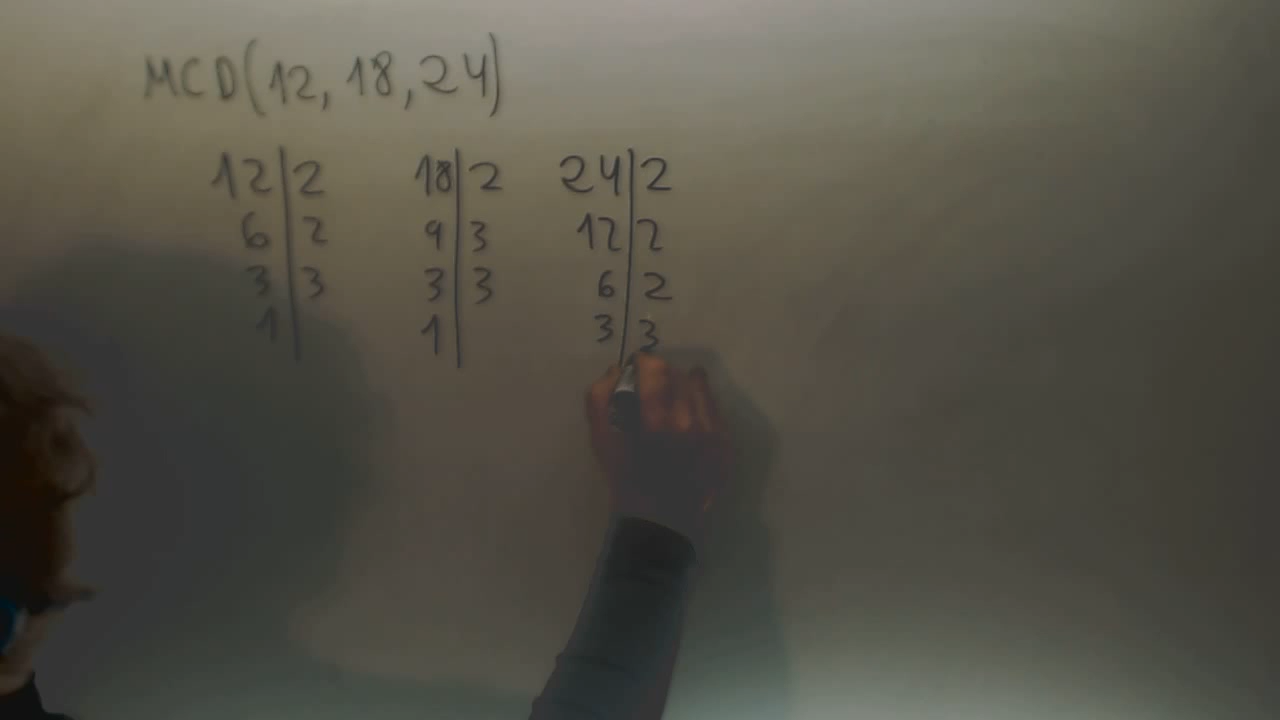 MCD(12, 18, 24)
12|2 18|2 24|2
6|2 9|3 12|2
3|3 3|3 6|2
1| 1| 3|3